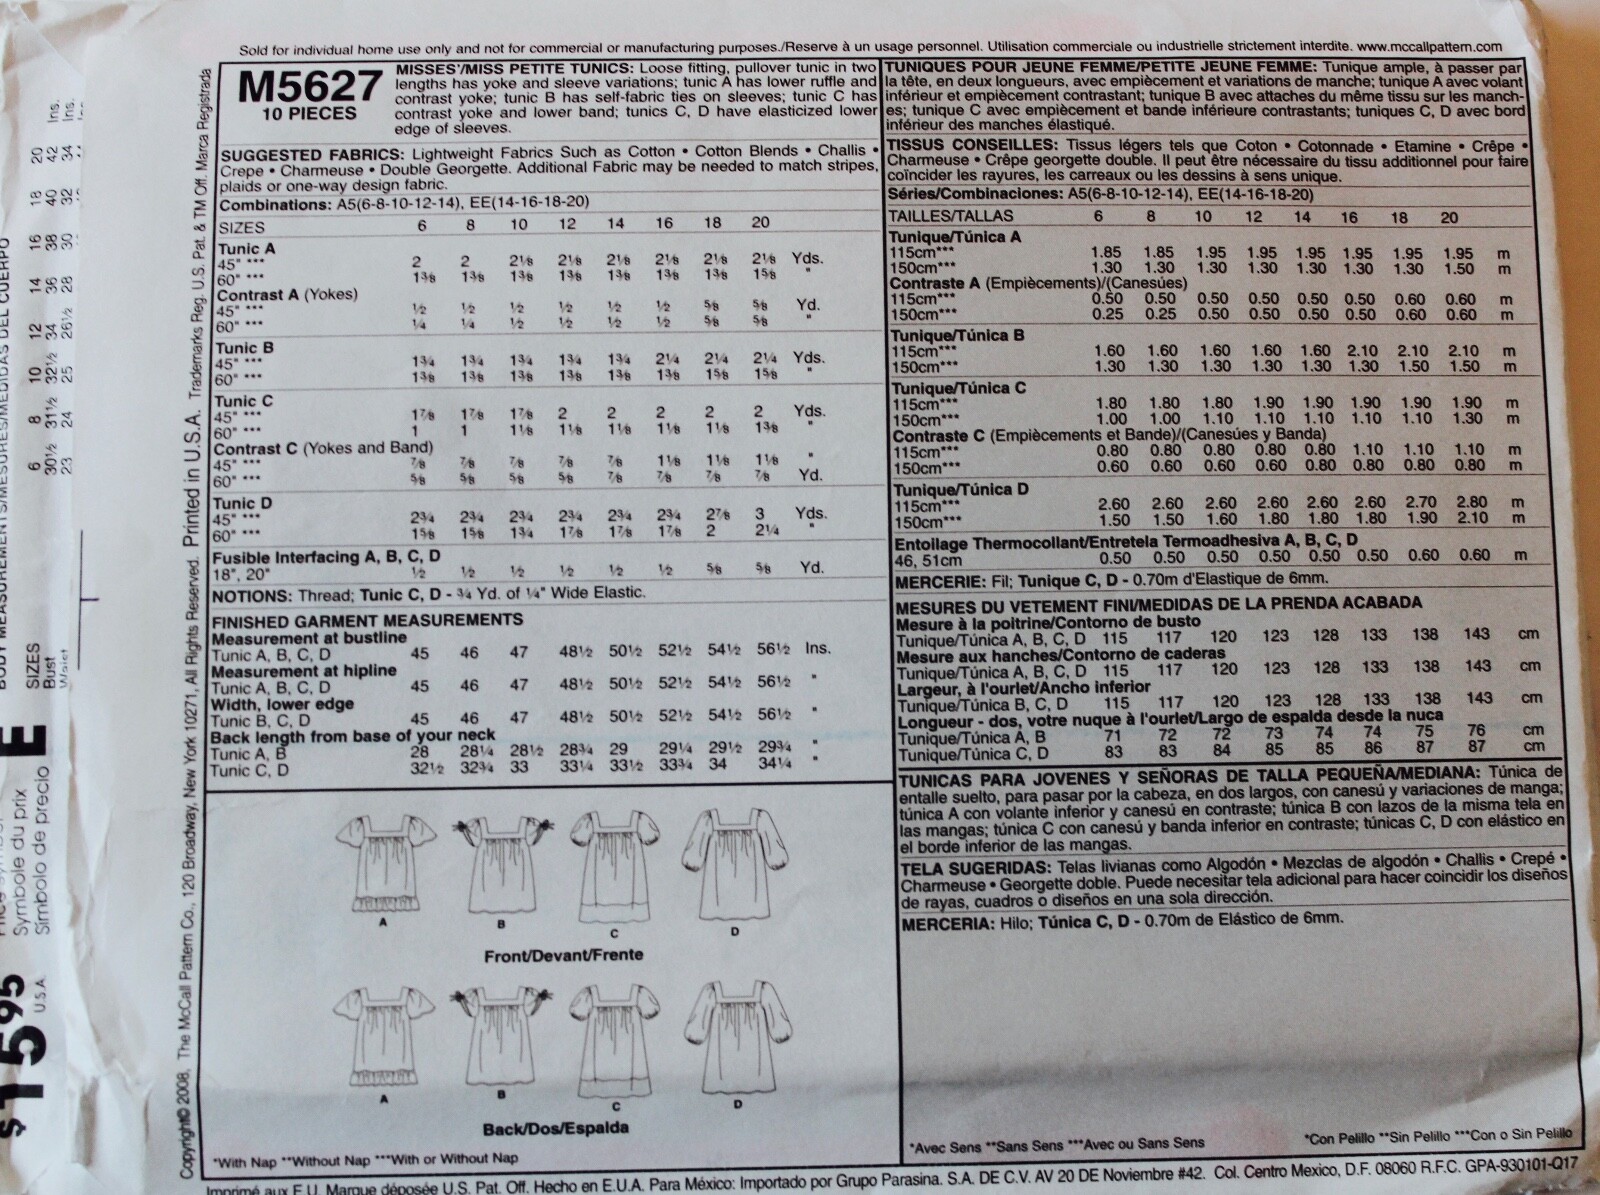 Sold for individual home use only and not for commercial or manufacturing purposes./Reserve à un usage personnel. Utilisation commerciale ou industrielle strictement interdite. www.mccallpattern.com
M5627
10 PIECES
MISSES'/MISS PETITE TUNICS: Loose fitting, pullover tunic in two
lengths has yoke and sleeve variations; tunic A has lower ruffle and
contrast yoke; tunic B has self-fabric ties on sleeves; tunic C has
contrast yoke and lower band; tunics C, D have elasticized lower
edge of sleeves.
SUGGESTED FABRICS: Lightweight Fabrics Such as Cotton • Cotton Blends • Challis •
Crepe • Charmeuse • Double Georgette. Additional Fabric may be needed to match stripes,
plaids or one-way design fabric.
Combinations: A5(6-8-10-12-14), EE(14-16-18-20)
SIZES 6 8 10 12 14 16 18 20
Tunic A
45" *** 2 2 2⅛ 2⅛ 2⅛ 2⅛ 2⅛ 2⅛ Yds.
60" *** 1⅜ 1⅜ 1⅜ 1⅜ 1⅜ 1⅜ 1⅜ 1⅝ "
Contrast A (Yokes)
45" *** ½ ½ ½ ½ ½ ½ ⅝ ⅝ Yd.
60" *** ¼ ¼ ½ ½ ½ ½ ⅝ ⅝ "
Tunic B
45" *** 1¾ 1¾ 1¾ 1¾ 1¾ 2¼ 2¼ 2¼ Yds.
60" *** 1⅜ 1⅜ 1⅜ 1⅜ 1⅜ 1⅜ 1⅝ 1⅝ "
Tunic C
45" *** 1⅞ 1⅞ 1⅞ 2 2 2 2 2 Yds.
60" *** 1 1 1⅛ 1⅛ 1⅛ 1⅛ 1⅛ 1⅜ "
Contrast C (Yokes and Band)
45" *** ⅞ ⅞ ⅞ ⅞ ⅞ 1⅛ 1⅛ 1⅛ "
60" *** ⅝ ⅝ ⅝ ⅝ ⅞ ⅞ ⅞ ⅞ Yd.
Tunic D
45" *** 2¾ 2¾ 2¾ 2¾ 2¾ 2¾ 2⅞ 3 Yds.
60" *** 1⅝ 1⅝ 1¾ 1⅞ 1⅞ 1⅞ 2 2¼ "
Fusible Interfacing A, B, C, D
18", 20" ½ ½ ½ ½ ½ ½ ⅝ ⅝ Yd.
NOTIONS: Thread; Tunic C, D - ¾ Yd. of ¼" Wide Elastic.
FINISHED GARMENT MEASUREMENTS
Measurement at bustline
Tunic A, B, C, D 45 46 47 48½ 50½ 52½ 54½ 56½ Ins.
Measurement at hipline
Tunic A, B, C, D 45 46 47 48½ 50½ 52½ 54½ 56½ "
Width, lower edge
Tunic B, C, D 45 46 47 48½ 50½ 52½ 54½ 56½ "
Back length from base of your neck
Tunic A, B 28 28¼ 28½ 28¾ 29 29¼ 29½ 29¾ "
Tunic C, D 32½ 32¾ 33 33¼ 33½ 33¾ 34 34¼ "
A B C D
Front/Devant/Frente
A B C D
Back/Dos/Espalda
*With Nap **Without Nap ***With or Without Nap
TUNIQUES POUR JEUNE FEMME/PETITE JEUNE FEMME: Tunique ample, à passer par
la tête, en deux longueurs, avec empiècement et variations de manche; tunique A avec volant
inférieur et empiècement contrastant; tunique B avec attaches du même tissu sur les manch-
es; tunique C avec empiècement et bande inférieure contrastants; tuniques C, D avec bord
inférieur des manches élastiqué.
TISSUS CONSEILLES: Tissus légers tels que Coton • Cotonnade • Etamine • Crêpe •
Charmeuse • Crêpe georgette double. Il peut être nécessaire du tissu additionnel pour faire
coïncider les rayures, les carreaux ou les dessins à sens unique.
Séries/Combinaciones: A5(6-8-10-12-14), EE(14-16-18-20)
TAILLES/TALLAS 6 8 10 12 14 16 18 20
Tunique/Túnica A
115cm*** 1.85 1.85 1.95 1.95 1.95 1.95 1.95 1.95 m
150cm*** 1.30 1.30 1.30 1.30 1.30 1.30 1.30 1.50 m
Contraste A (Empiècements)/(Canesúes)
115cm*** 0.50 0.50 0.50 0.50 0.50 0.50 0.60 0.60 m
150cm*** 0.25 0.25 0.50 0.50 0.50 0.50 0.60 0.60 m
Tunique/Túnica B
115cm*** 1.60 1.60 1.60 1.60 1.60 2.10 2.10 2.10 m
150cm*** 1.30 1.30 1.30 1.30 1.30 1.30 1.50 1.50 m
Tunique/Túnica C
115cm*** 1.80 1.80 1.80 1.90 1.90 1.90 1.90 1.90 m
150cm*** 1.00 1.00 1.10 1.10 1.10 1.10 1.10 1.30 m
Contraste C (Empiècements et Bande)/(Canesúes y Banda)
115cm*** 0.80 0.80 0.80 0.80 0.80 1.10 1.10 1.10 m
150cm*** 0.60 0.60 0.60 0.60 0.80 0.80 0.80 0.80 m
Tunique/Túnica D
115cm*** 2.60 2.60 2.60 2.60 2.60 2.60 2.70 2.80 m
150cm*** 1.50 1.50 1.60 1.80 1.80 1.80 1.90 2.10 m
Entoilage Thermocollant/Entretela Termoadhesiva A, B, C, D
46, 51cm 0.50 0.50 0.50 0.50 0.50 0.50 0.60 0.60 m
MERCERIE: Fil; Tunique C, D - 0.70m d'Elastique de 6mm.
MESURES DU VETEMENT FINI/MEDIDAS DE LA PRENDA ACABADA
Mesure à la poitrine/Contorno de busto
Tunique/Túnica A, B, C, D 115 117 120 123 128 133 138 143 cm
Mesure aux hanches/Contorno de caderas
Tunique/Túnica A, B, C, D 115 117 120 123 128 133 138 143 cm
Largeur, à l'ourlet/Ancho inferior
Tunique/Túnica B, C, D 115 117 120 123 128 133 138 143 cm
Longueur - dos, votre nuque à l'ourlet/Largo de espalda desde la nuca
Tunique/Túnica A, B 71 72 72 73 74 74 75 76 cm
Tunique/Túnica C, D 83 83 84 85 85 86 87 87 cm
TUNICAS PARA JOVENES Y SEÑORAS DE TALLA PEQUEÑA/MEDIANA: Túnica de
entalle suelto, para pasar por la cabeza, en dos largos, con canesú y variaciones de manga;
túnica A con volante inferior y canesú en contraste; túnica B con lazos de la misma tela en
las mangas; túnica C con canesú y banda inferior en contraste; túnicas C, D con elástico en
el borde inferior de las mangas.
TELA SUGERIDAS: Telas livianas como Algodón • Mezclas de algodón • Challis • Crepé •
Charmeuse • Georgette doble. Puede necesitar tela adicional para hacer coincidir los diseños
de rayas, cuadros o diseños en una sola dirección.
MERCERIA: Hilo; Túnica C, D - 0.70m de Elástico de 6mm.
*Avec Sens **Sans Sens ***Avec ou Sans Sens
*Con Pelillo **Sin Pelillo ***Con o Sin Pelillo
Imprimé aux E.U. Marque déposée U.S. Pat. Off. Hecho en E.U.A. Para México: Importado por Grupo Parasina. S.A. DE C.V. AV 20 DE Noviembre #42. Col. Centro Mexico, D.F. 08060 R.F.C. GPA-930101-Q17
Copyright© 2008, The McCall Pattern Co., 120 Broadway, New York 10271, All Rights Reserved. Printed in U.S.A. Trademarks Reg. U.S. Pat. & TM Off. Marca Registrada
BODY MEASUREMENTS/MESURES/MEDIDAS DEL CUERPO
SIZES 6 8 10 12 14 16 18 20
Bust 30½ 31½ 32½ 34 36 38 40 42 Ins.
Waist 23 24 25 26½ 28 30 32 34 Ins.
Symbole du prix
Símbolo de precio
E
$15.95
U.S.A.